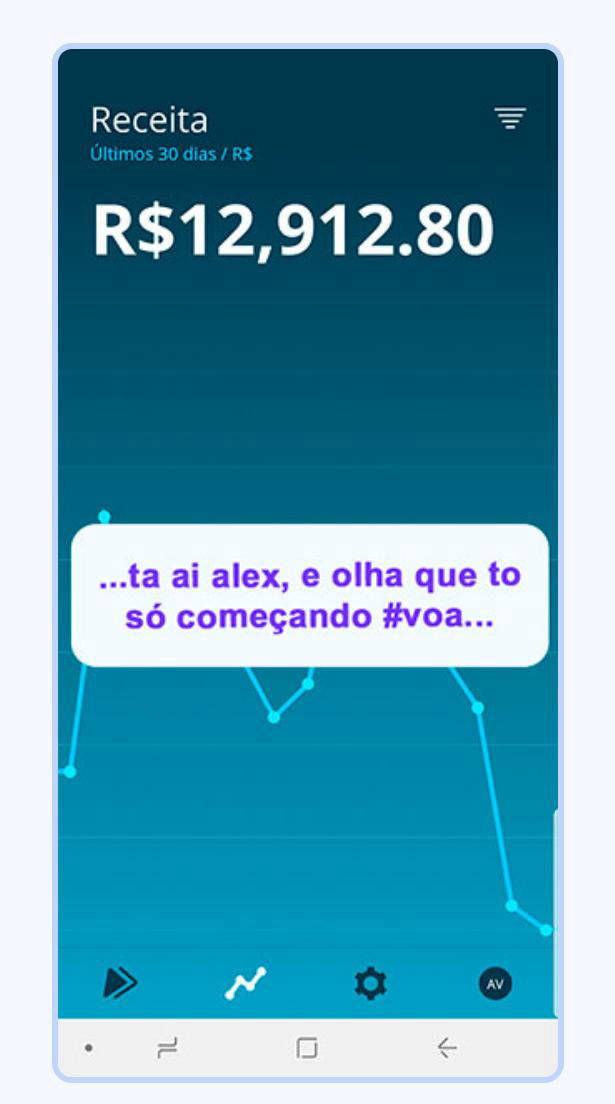 Receita
Últimos 30 dias / R$
R$12,912.80
...ta ai alex, e olha que to
só começando #voa...
AV